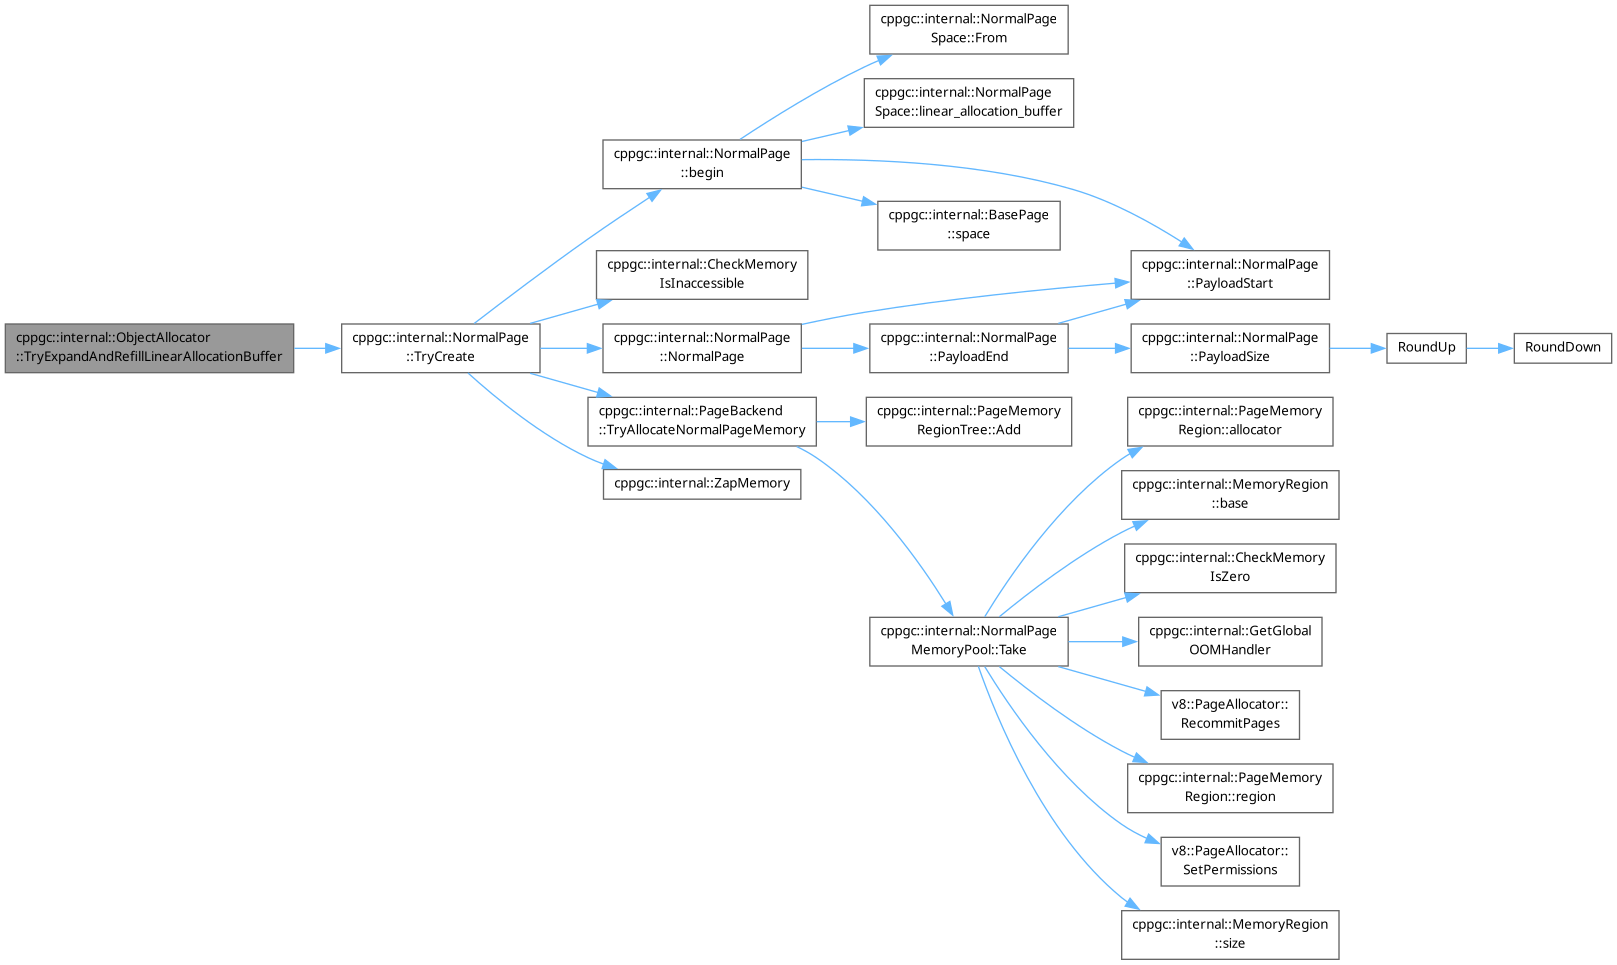 cppgc::internal::NormalPage
Space::From
cppgc::internal::NormalPage
Space::linear_allocation_buffer
cppgc::internal::NormalPage
::begin
cppgc::internal::BasePage
::space
cppgc::internal::CheckMemory
IsInaccessible
cppgc::internal::NormalPage
::PayloadStart
cppgc::internal::ObjectAllocator
::TryExpandAndRefillLinearAllocationBuffer
cppgc::internal::NormalPage
::TryCreate
cppgc::internal::NormalPage
::NormalPage
cppgc::internal::NormalPage
::PayloadEnd
cppgc::internal::NormalPage
::PayloadSize
RoundUp
RoundDown
cppgc::internal::PageBackend
::TryAllocateNormalPageMemory
cppgc::internal::PageMemory
RegionTree::Add
cppgc::internal::PageMemory
Region::allocator
cppgc::internal::ZapMemory
cppgc::internal::MemoryRegion
::base
cppgc::internal::CheckMemory
IsZero
cppgc::internal::NormalPage
MemoryPool::Take
cppgc::internal::GetGlobal
OOMHandler
v8::PageAllocator::
RecommitPages
cppgc::internal::PageMemory
Region::region
v8::PageAllocator::
SetPermissions
cppgc::internal::MemoryRegion
::size